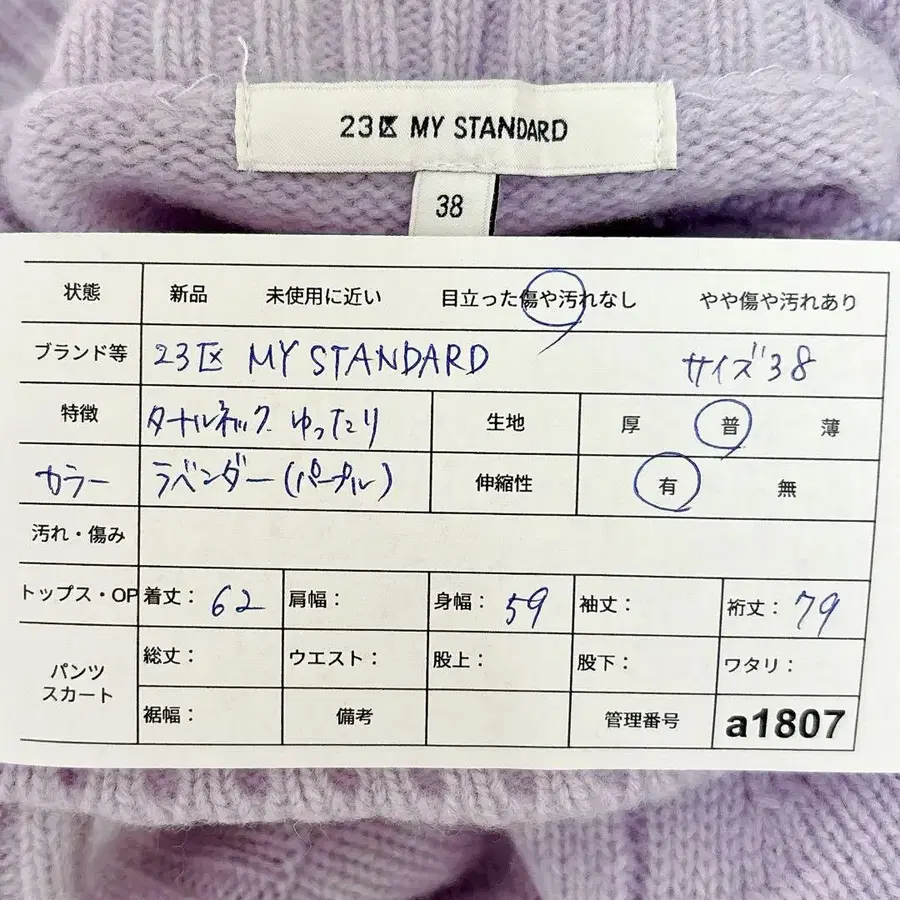 23区 MY STANDARD
38
状態 新品 未使用に近い 目立った傷や汚れなし やや傷や汚れあり
ブランド等 23区 MY STANDARD サイズ38
特徴 タートルネック ゆったり 生地 厚 普 薄
カラー ラベンダー(パープル) 伸縮性 有 無
汚れ・傷み
トップス・OP 着丈: 62 肩幅: 身幅: 59 袖丈: 裄丈: 79
パンツ
スカート
総丈: ウエスト: 股上: 股下: ワタリ:
裾幅: 備考 管理番号 a1807